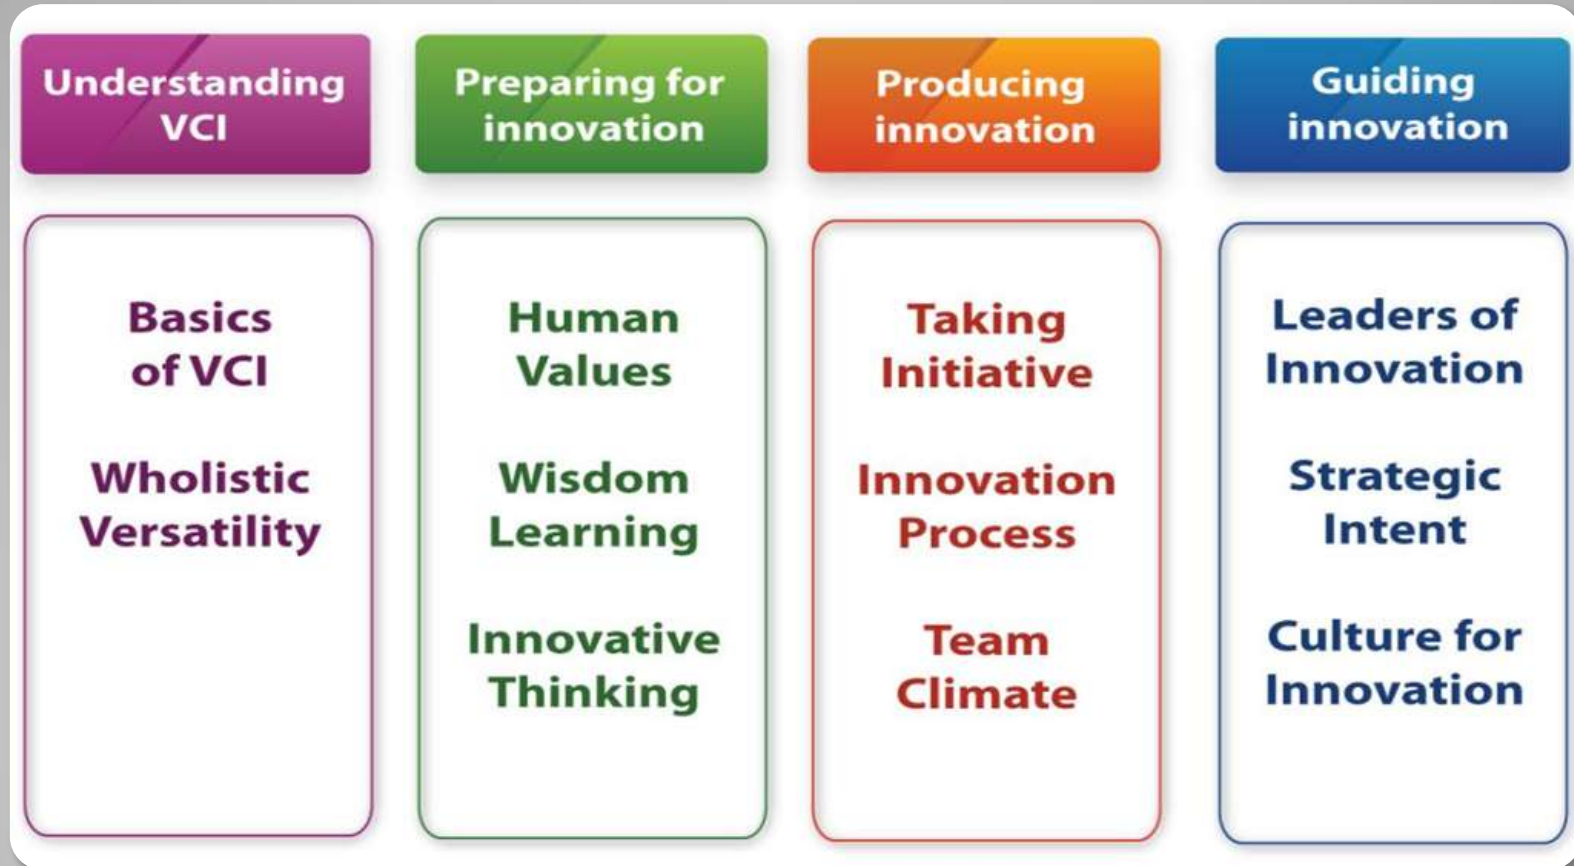 Understanding
VCI
Basics
of VCI
Wholistic
Versatility
Preparing for
innovation
Human
Values
Wisdom
Learning
Innovative
Thinking
Producing
innovation
Taking
Initiative
Innovation
Process
Team
Climate
Guiding
innovation
Leaders of
Innovation
Strategic
Intent
Culture for
Innovation